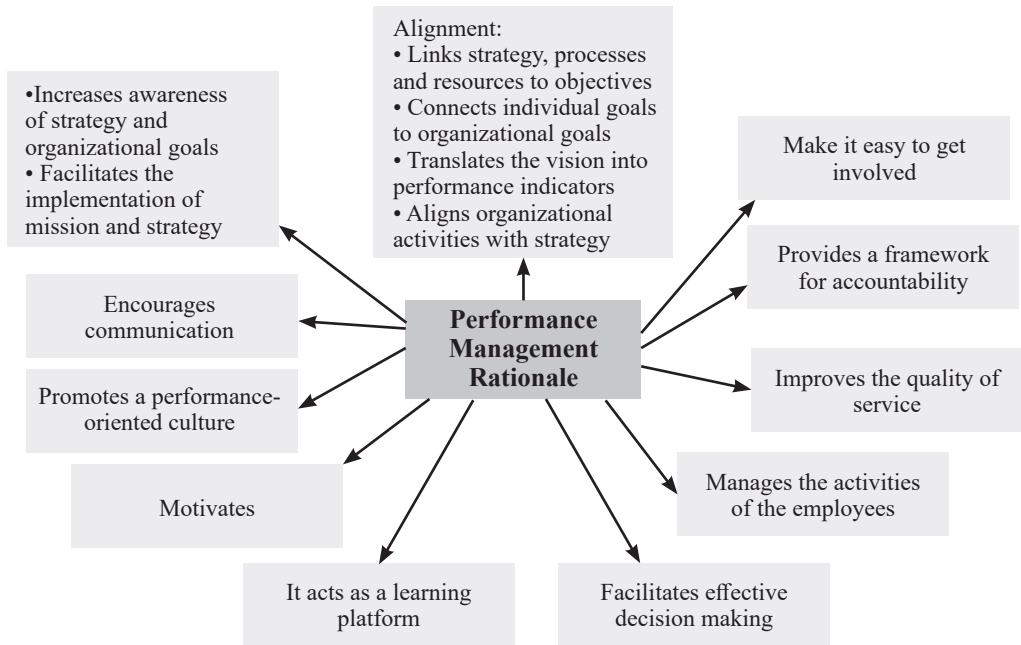 Alignment:
• Links strategy, processes
and resources to objectives
• Connects individual goals
to organizational goals
• Translates the vision into
performance indicators
• Aligns organizational
activities with strategy
•Increases awareness
of strategy and
organizational goals
• Facilitates the
implementation of
mission and strategy
Make it easy to get
involved
Provides a framework
for accountability
Encourages
communication
Performance
Management
Rationale
Improves the quality of
service
Promotes a performance-
oriented culture
Manages the activities
of the employees
Motivates
It acts as a learning
platform
Facilitates effective
decision making